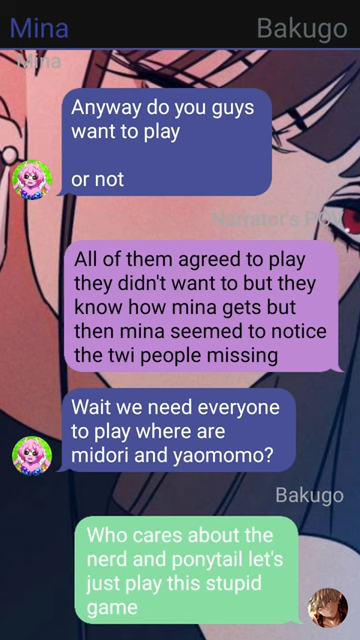 Mina
Bakugo
Mina
Anyway do you guys
want to play
or not
Narrator's POV
All of them agreed to play
they didn't want to but they
know how mina gets but
then mina seemed to notice
the twi people missing
Wait we need everyone
to play where are
midori and yaomomo?
Bakugo
Who cares about the
nerd and ponytail let's
just play this stupid
game